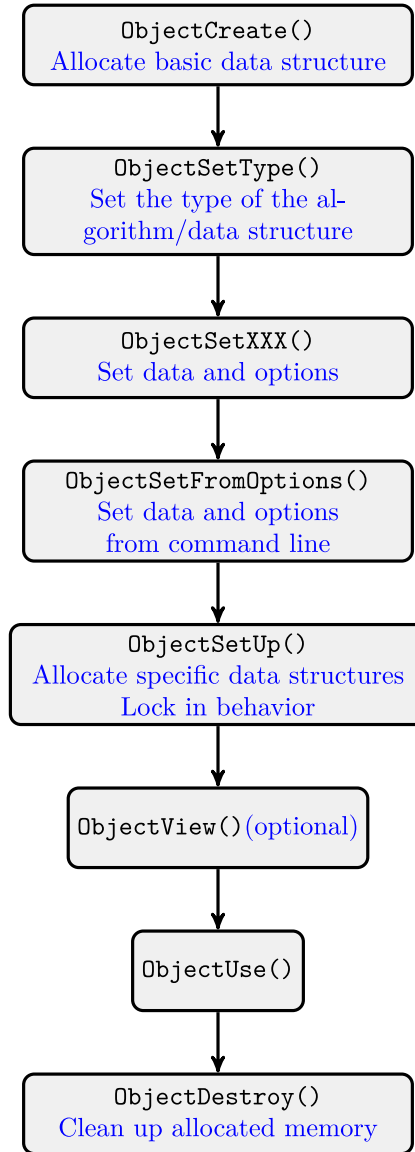 ObjectCreate()
Allocate basic data structure
ObjectSetType()
Set the type of the al-
gorithm/data structure
ObjectSetXXX()
Set data and options
ObjectSetFromOptions()
Set data and options
from command line
ObjectSetUp()
Allocate specific data structures
Lock in behavior
ObjectView()(optional)
ObjectUse()
ObjectDestroy()
Clean up allocated memory